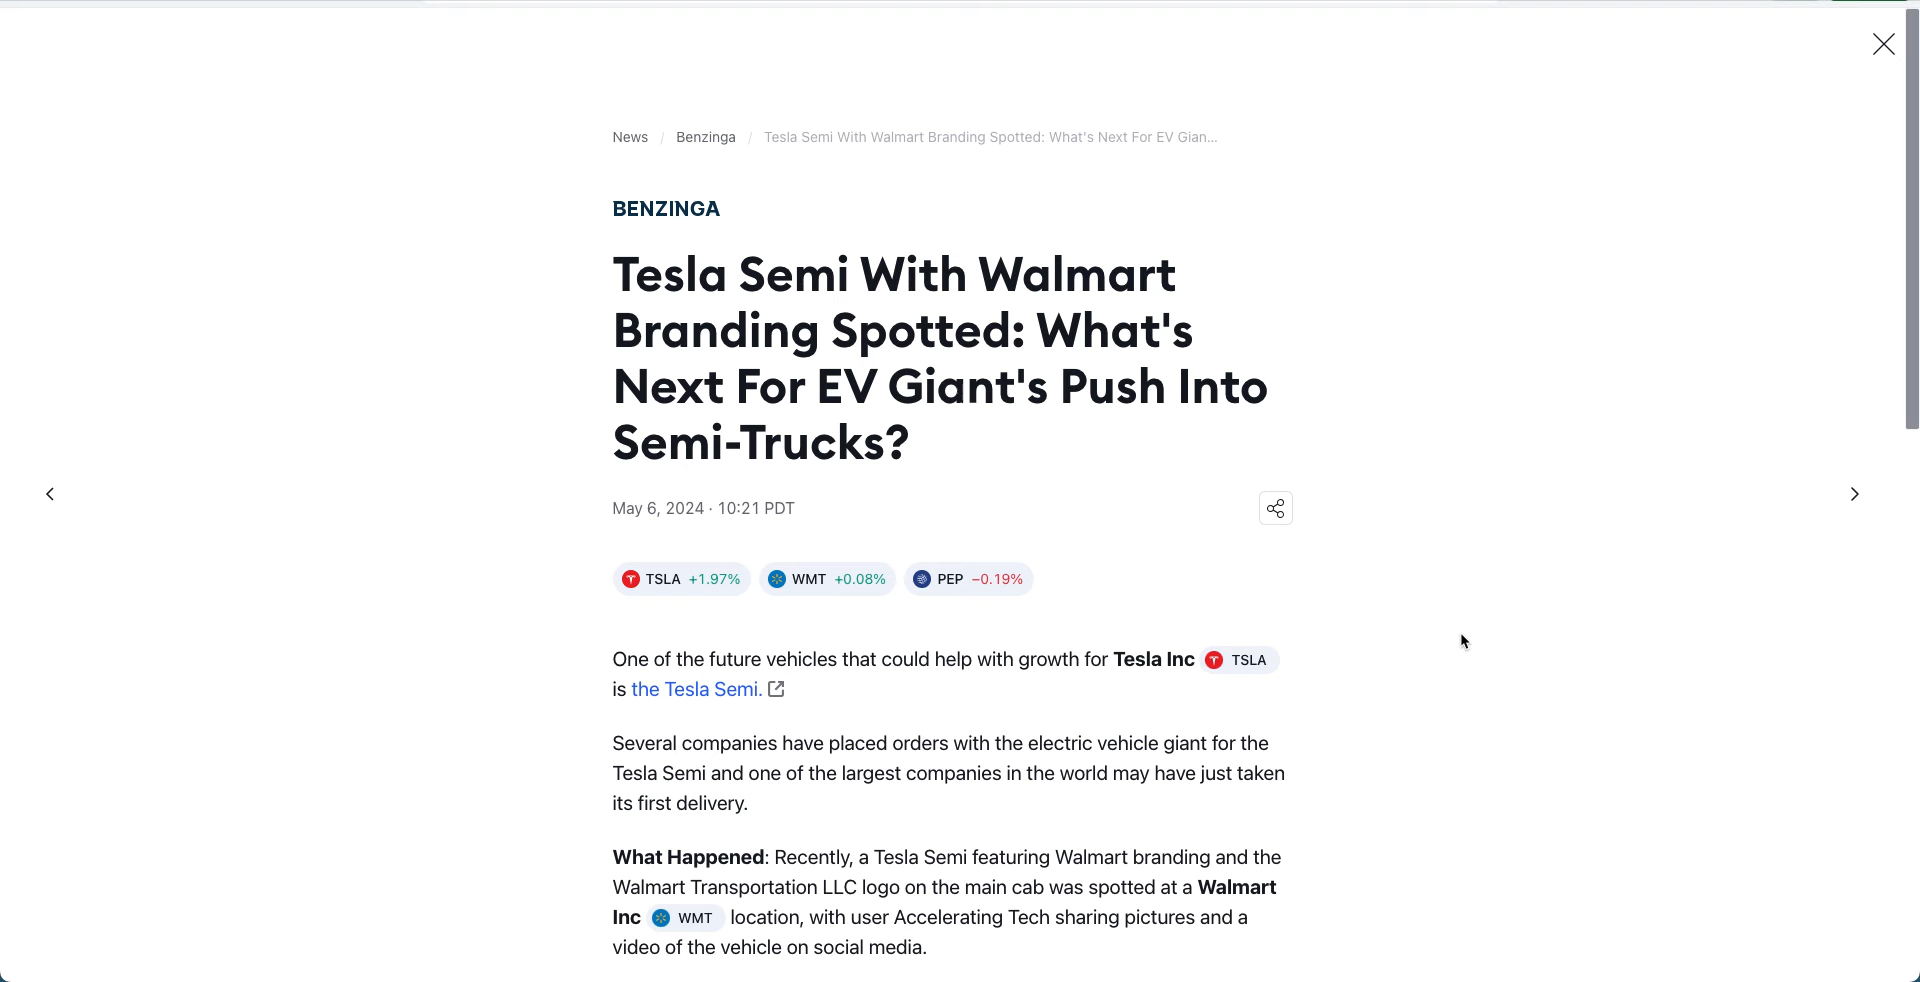 News / Benzinga / Tesla Semi With Walmart Branding Spotted: What's Next For EV Gian...
BENZINGA
Tesla Semi With Walmart
Branding Spotted: What's
Next For EV Giant's Push Into
Semi-Trucks?
May 6, 2024 · 10:21 PDT
TSLA +1.97% WMT +0.08% PEP −0.19%
One of the future vehicles that could help with growth for Tesla Inc TSLA
is the Tesla Semi.
Several companies have placed orders with the electric vehicle giant for the
Tesla Semi and one of the largest companies in the world may have just taken
its first delivery.
What Happened: Recently, a Tesla Semi featuring Walmart branding and the
Walmart Transportation LLC logo on the main cab was spotted at a Walmart
Inc WMT location, with user Accelerating Tech sharing pictures and a
video of the vehicle on social media.